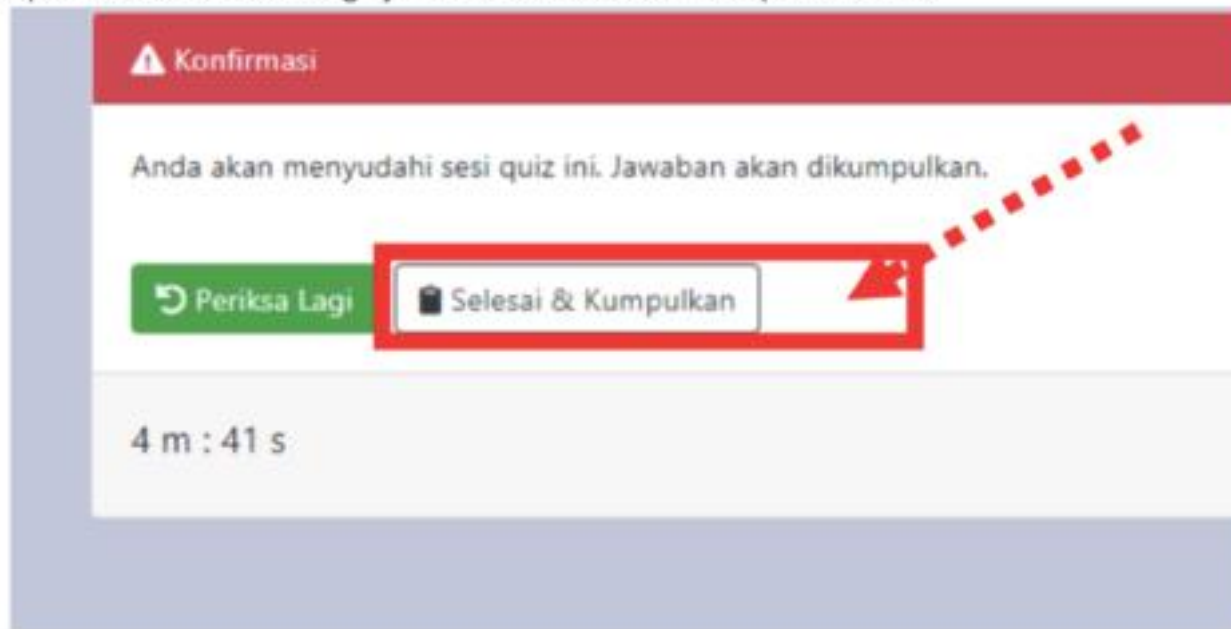 Konfirmasi
Anda akan menyudahi sesi quiz ini. Jawaban akan dikumpulkan.
Periksa Lagi
Selesai & Kumpulkan
4 m : 41 s